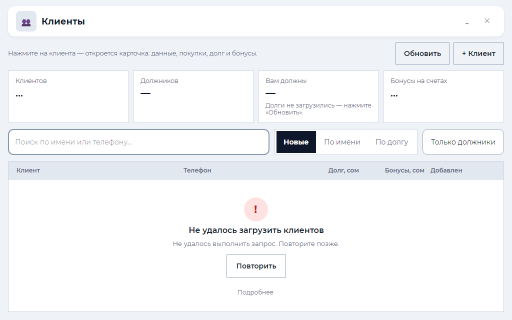 Клиенты
Нажмите на клиента — откроется карточка: данные, покупки, долг и бонусы.
Обновить
+ Клиент
Клиентов
...
Должников
—
Вам должны
—
Долги не загрузились — нажмите
«Обновить».
Бонусы на счетах
...
Поиск по имени или телефону...
Новые
По имени
По долгу
Только должники
Клиент
Телефон
Долг, сом
Бонусы, сом
Добавлен
!
Не удалось загрузить клиентов
Не удалось выполнить запрос. Повторите позже.
Повторить
Подробнее